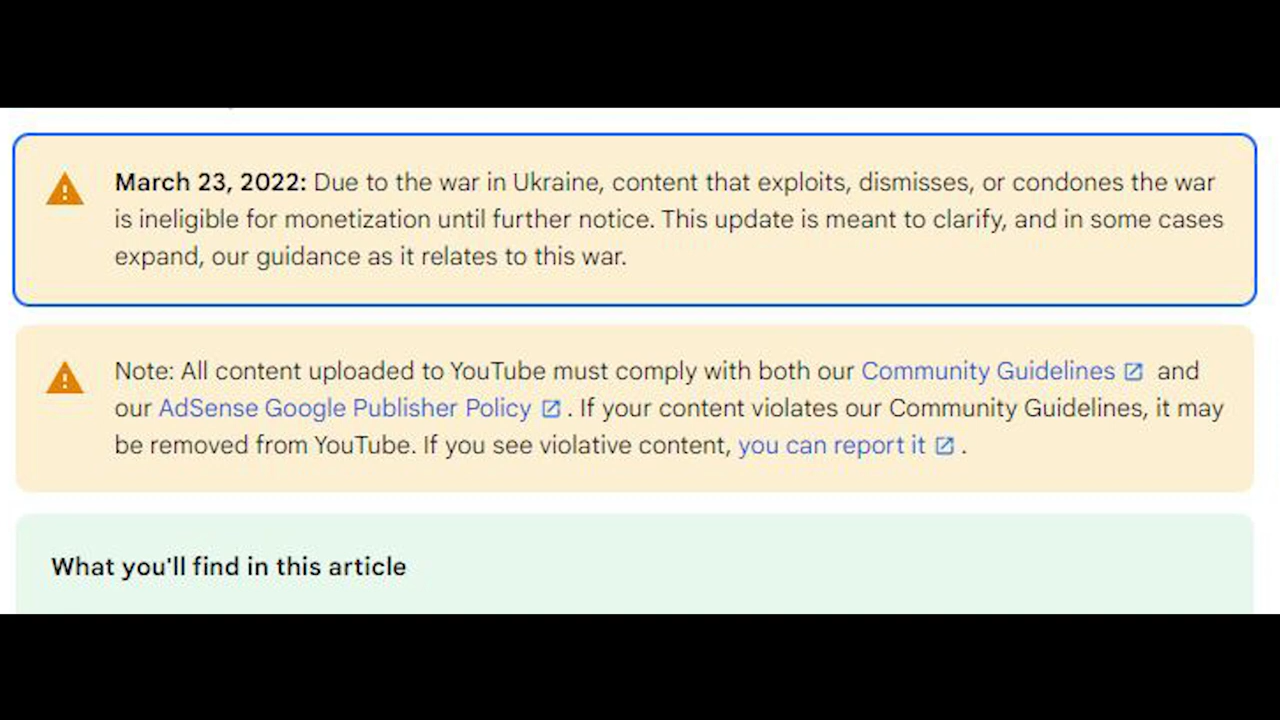 March 23, 2022: Due to the war in Ukraine, content that exploits, dismisses, or condones the war
is ineligible for monetization until further notice. This update is meant to clarify, and in some cases
expand, our guidance as it relates to this war.
Note: All content uploaded to YouTube must comply with both our Community Guidelines and
our AdSense Google Publisher Policy . If your content violates our Community Guidelines, it may
be removed from YouTube. If you see violative content, you can report it .
What you'll find in this article